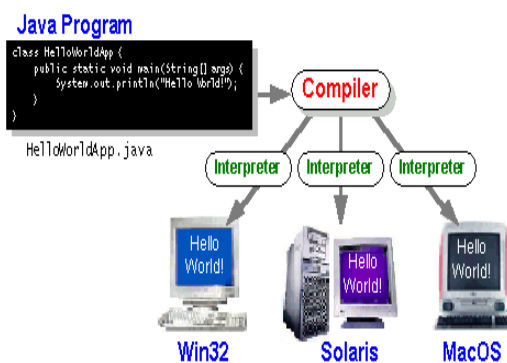 Java Program
class HelloWorldApp {
public static void main(String[] args) {
System.out.println("Hello World!");
}
}
HelloWorldApp.java
Compiler
Interpreter Interpreter Interpreter
Hello
World!
Hello
World!
Hello
World!
Win32 Solaris MacOS